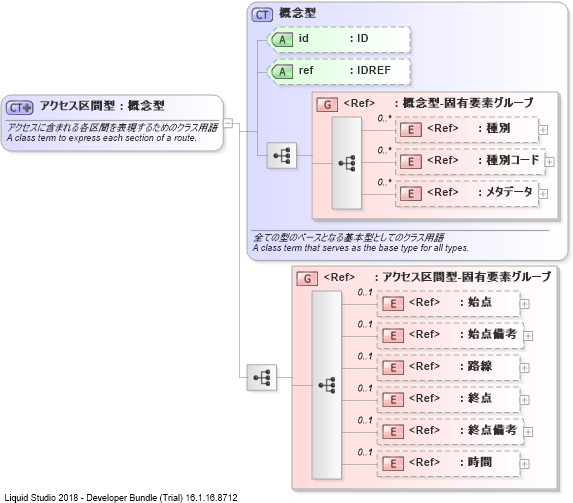 CT 概念型
A id : ID
A ref : IDREF
CT アクセス区間型 : 概念型
アクセスに含まれる各区間を表現するためのクラス用語
A class term to express each section of a route.
G <Ref> : 概念型-固有要素グループ
0..*
E <Ref> : 種別
0..*
E <Ref> : 種別コード
0..*
E <Ref> : メタデータ
全ての型のベースとなる基本型としてのクラス用語
A class term that serves as the base type for all types.
G <Ref> : アクセス区間型-固有要素グループ
0..1
E <Ref> : 始点
0..1
E <Ref> : 始点備考
0..1
E <Ref> : 路線
0..1
E <Ref> : 終点
0..1
E <Ref> : 終点備考
0..1
E <Ref> : 時間
Liquid Studio 2018 - Developer Bundle (Trial) 16.1.16.8712